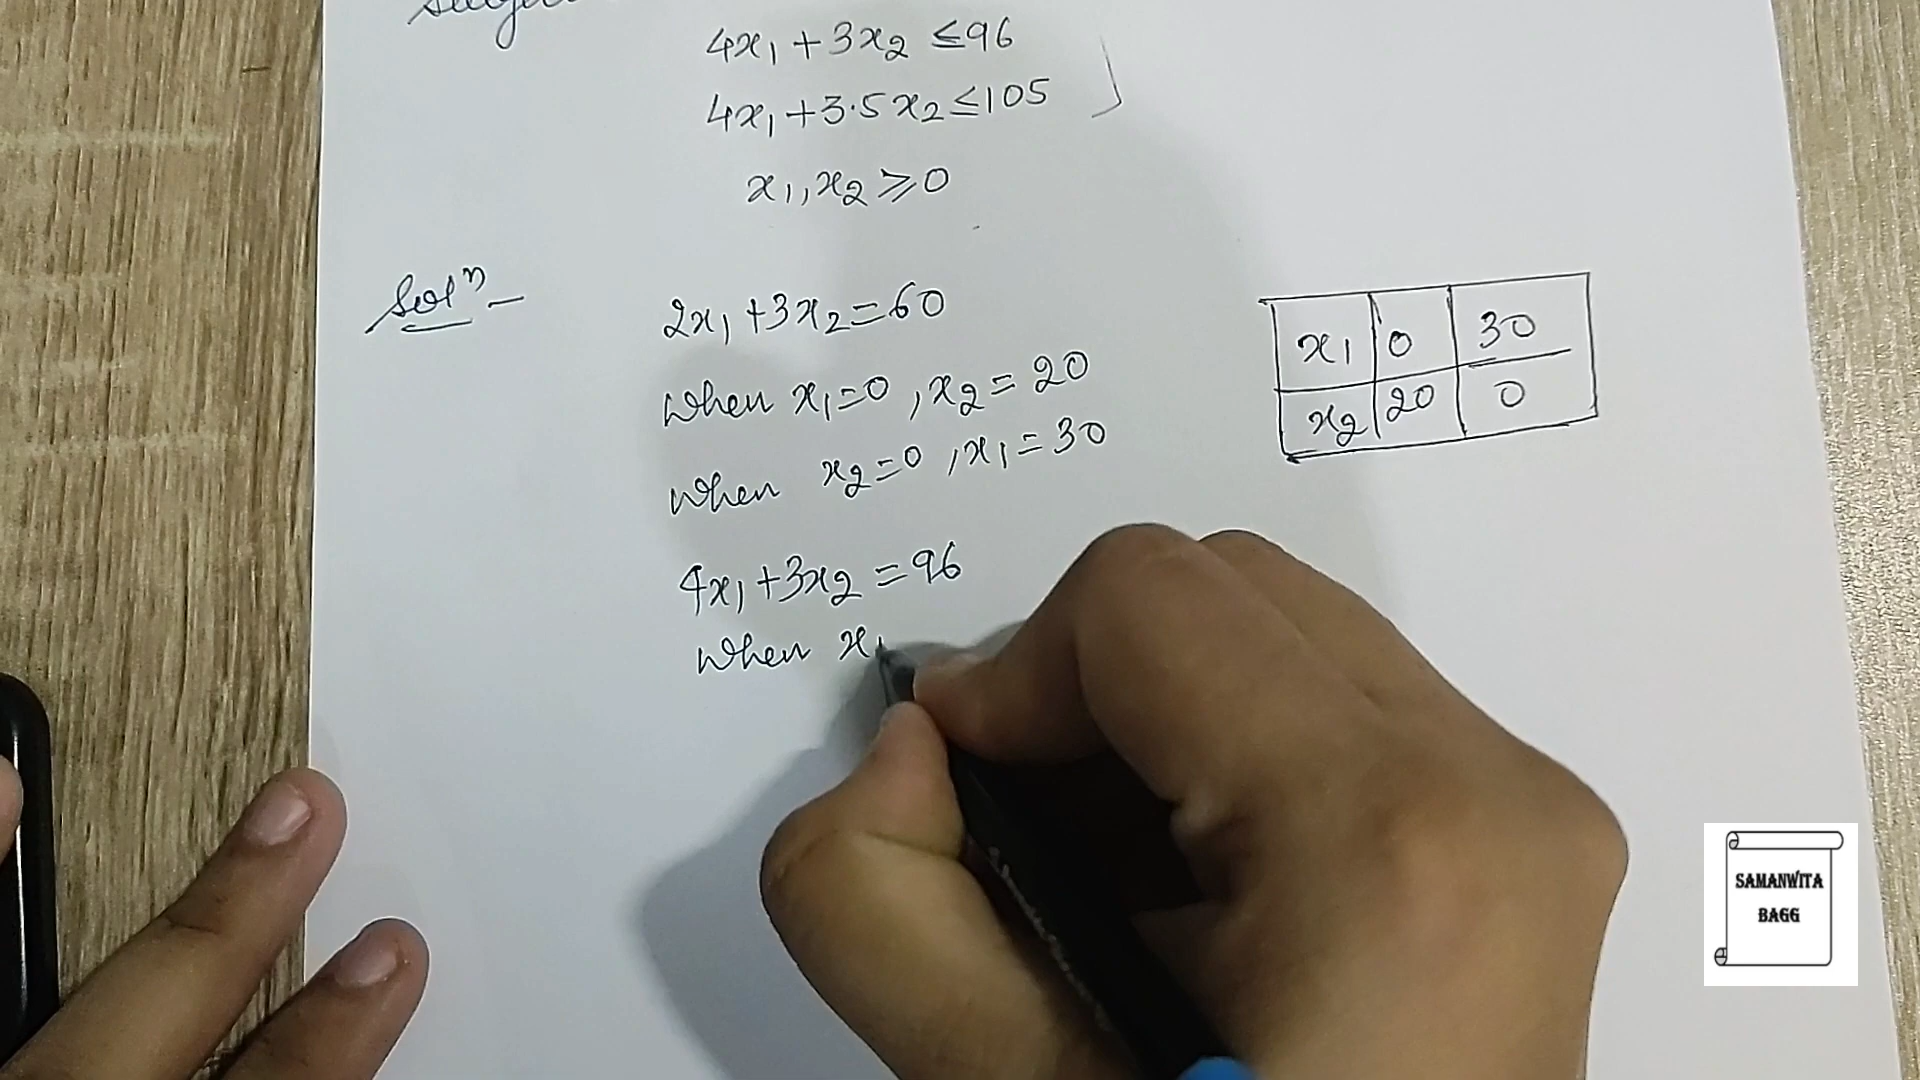 4x₁ + 3x₂ ≤ 96
4x₁ + 3.5x₂ ≤ 105
x₁, x₂ ⩾ 0
Solⁿ-
2x₁ + 3x₂ = 60
When x₁ = 0, x₂ = 20
When x₂ = 0, x₁ = 30
x₁ 0 30
x₂ 20 0
4x₁ + 3x₂ = 96
When x₁
SAMANWITA
BAGG